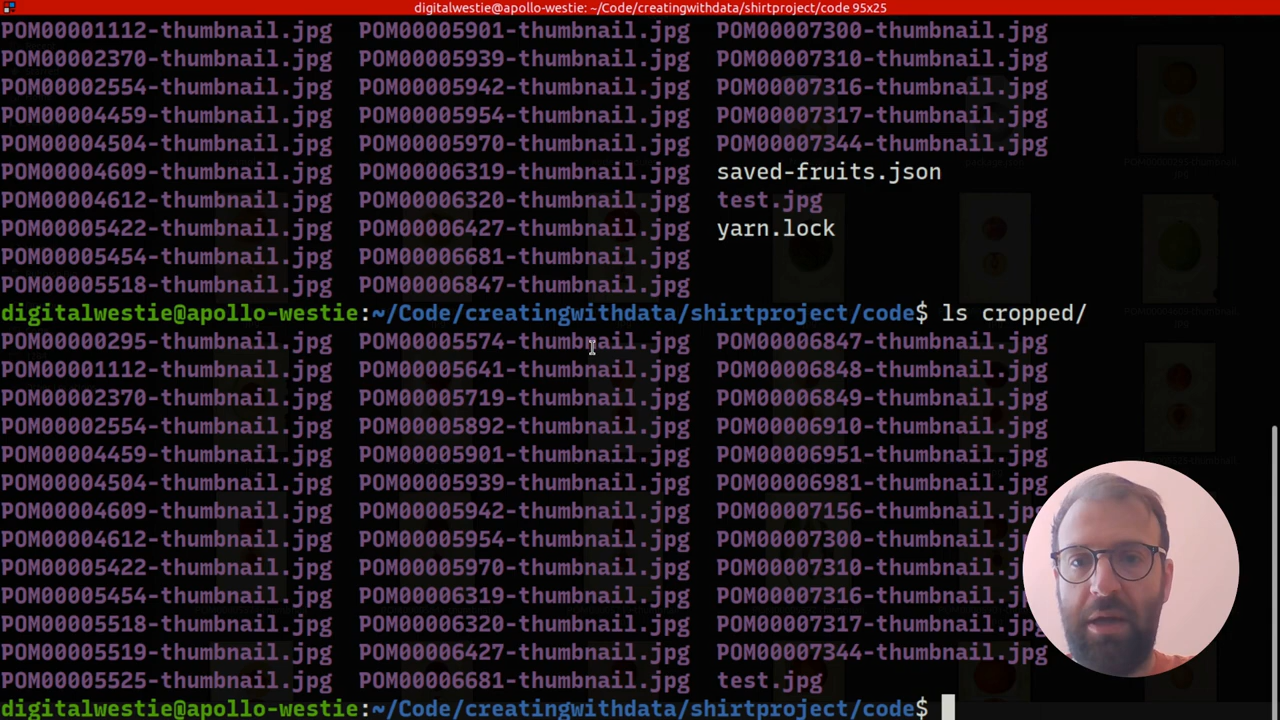 digitalwestie@apollo-westie: ~/Code/creatingwithdata/shirtproject/code 95x25
POM00001112-thumbnail.jpg POM00005901-thumbnail.jpg POM00007300-thumbnail.jpg
POM00002370-thumbnail.jpg POM00005939-thumbnail.jpg POM00007310-thumbnail.jpg
POM00002554-thumbnail.jpg POM00005942-thumbnail.jpg POM00007316-thumbnail.jpg
POM00004459-thumbnail.jpg POM00005954-thumbnail.jpg POM00007317-thumbnail.jpg
POM00004504-thumbnail.jpg POM00005970-thumbnail.jpg POM00007344-thumbnail.jpg
POM00004609-thumbnail.jpg POM00006319-thumbnail.jpg saved-fruits.json
POM00004612-thumbnail.jpg POM00006320-thumbnail.jpg test.jpg
POM00005422-thumbnail.jpg POM00006427-thumbnail.jpg yarn.lock
POM00005454-thumbnail.jpg POM00006681-thumbnail.jpg
POM00005518-thumbnail.jpg POM00006847-thumbnail.jpg
digitalwestie@apollo-westie:~/Code/creatingwithdata/shirtproject/code$ ls cropped/
POM00000295-thumbnail.jpg POM00005574-thumbnail.jpg POM00006847-thumbnail.jpg
POM00001112-thumbnail.jpg POM00005641-thumbnail.jpg POM00006848-thumbnail.jpg
POM00002370-thumbnail.jpg POM00005719-thumbnail.jpg POM00006849-thumbnail.jpg
POM00002554-thumbnail.jpg POM00005892-thumbnail.jpg POM00006910-thumbnail.jpg
POM00004459-thumbnail.jpg POM00005901-thumbnail.jpg POM00006951-thumbnail.jpg
POM00004504-thumbnail.jpg POM00005939-thumbnail.jpg POM00006981-thumbnail.jpg
POM00004609-thumbnail.jpg POM00005942-thumbnail.jpg POM00007156-thumbnail.jpg
POM00004612-thumbnail.jpg POM00005954-thumbnail.jpg POM00007300-thumbnail.j
POM00005422-thumbnail.jpg POM00005970-thumbnail.jpg POM00007310-thumbnail.j
POM00005454-thumbnail.jpg POM00006319-thumbnail.jpg POM00007316-thumbnail.j
POM00005518-thumbnail.jpg POM00006320-thumbnail.jpg POM00007317-thumbnail.jpg
POM00005519-thumbnail.jpg POM00006427-thumbnail.jpg POM00007344-thumbnail.jpg
POM00005525-thumbnail.jpg POM00006681-thumbnail.jpg test.jpg
digitalwestie@apollo-westie:~/Code/creatingwithdata/shirtproject/code$